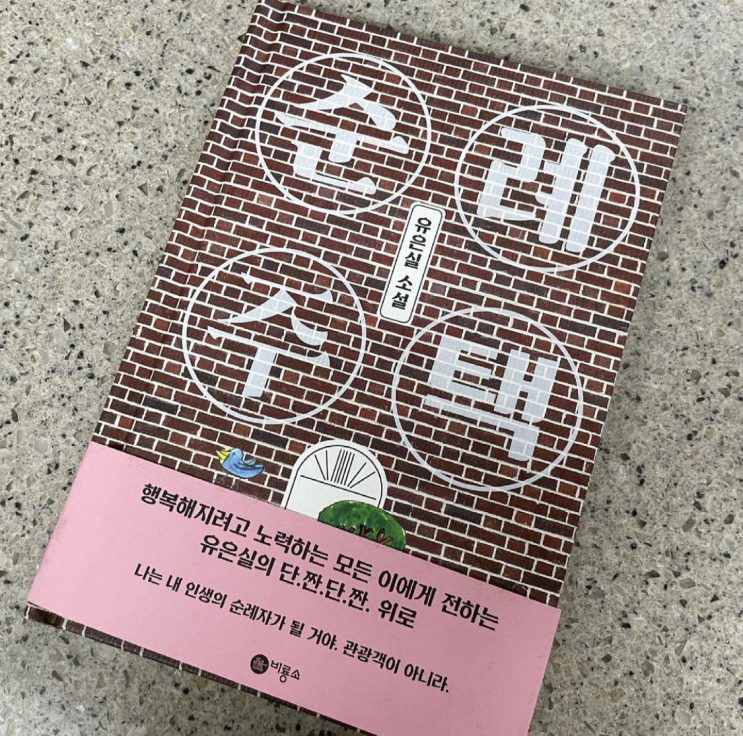 순례
주택
유은실 소설
행복해지려고 노력하는 모든 이에게 전하는
유은실의 단.짠.단.짠. 위로
나는 내 인생의 순례자가 될 거야. 관광객이 아니라.
비룡소